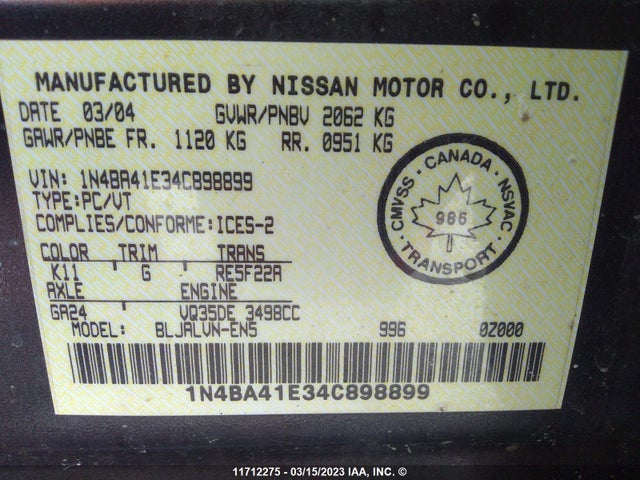 MANUFACTURED BY NISSAN MOTOR CO., LTD.
DATE 03/04 GVWR/PNBV 2062 KG
GAWR/PNBE FR. 1120 KG RR. 0951 KG
VIN: 1N4BA41E34C898899
TYPE:PC/VT
COMPLIES/CONFORME:ICES-2
CMVSS · CANADA · NSVAC
986
· TRANSPORT ·
COLOR TRIM TRANS
K11 G RE5F22A
AXLE ENGINE
GA24 VQ35DE 3498CC
MODEL: BLJALVN-EN5 996 0Z000
1N4BA41E34C898899
11712275 - 03/15/2023 IAA, INC. ©